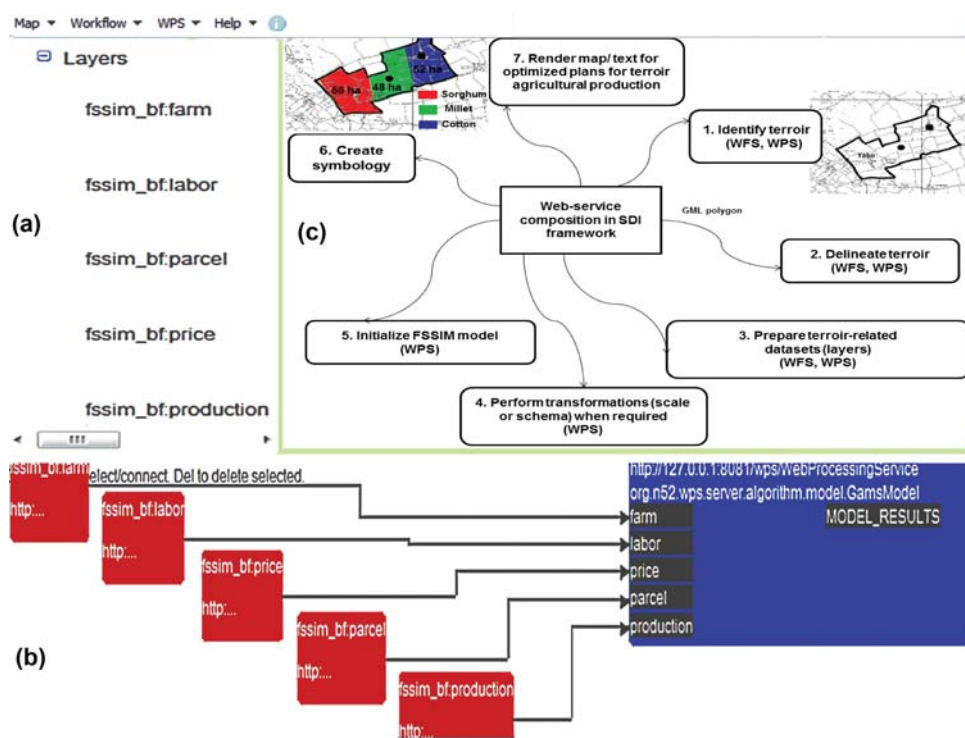 Map Workflow WPS Help
Layers
fssim_bf:farm
fssim_bf:labor
(a)
fssim_bf:parcel
fssim_bf:price
fssim_bf:production
56 ha
48 ha
52 ha
Sorghum
Millet
Cotton
7. Render map/ text for
optimized plans for terroir
agricultural production
1. Identify terroir
(WFS, WPS)
6. Create
symbology
(c)
Web-service
composition in SDI
framework
GML polygon
2. Delineate terroir
(WFS, WPS)
5. Initialize FSSIM model
(WPS)
3. Prepare terroir-related
datasets (layers)
(WFS, WPS)
4. Perform transformations (scale
or schema) when required
(WPS)
fssim_bf:farm
elect/connect. Del to delete selected.
http:...
fssim_bf:labor
http:...
fssim_bf:price
http:...
fssim_bf:parcel
http:...
fssim_bf:production
http:...
(b)
http://127.0.0.1:8081/wps/WebProcessingService
org.n52.wps.server.algorithm.model.GamsModel
farm
MODEL_RESULTS
labor
price
parcel
production